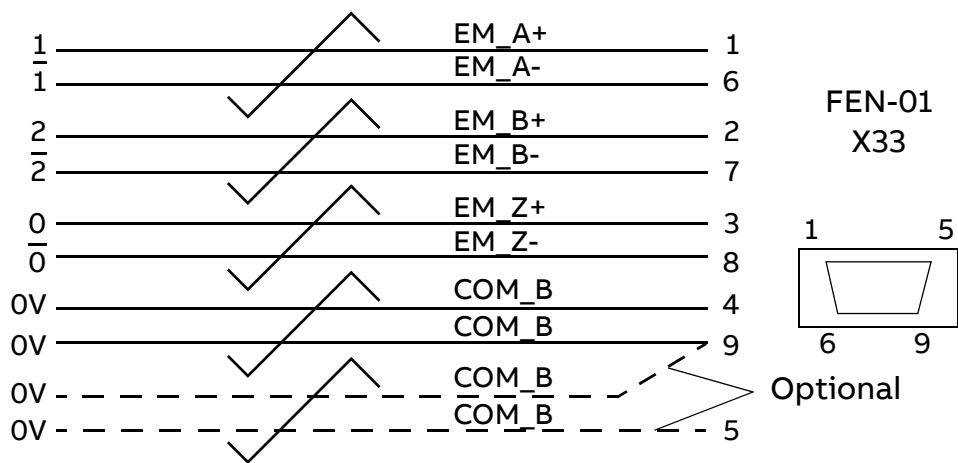 1 EM_A+ 1
1̅ EM_A- 6
2 EM_B+ 2
2̅ EM_B- 7
0 EM_Z+ 3
0̅ EM_Z- 8
0V COM_B 4
0V COM_B 9
0V COM_B
0V COM_B 5
Optional
FEN-01
X33
1 5
6 9